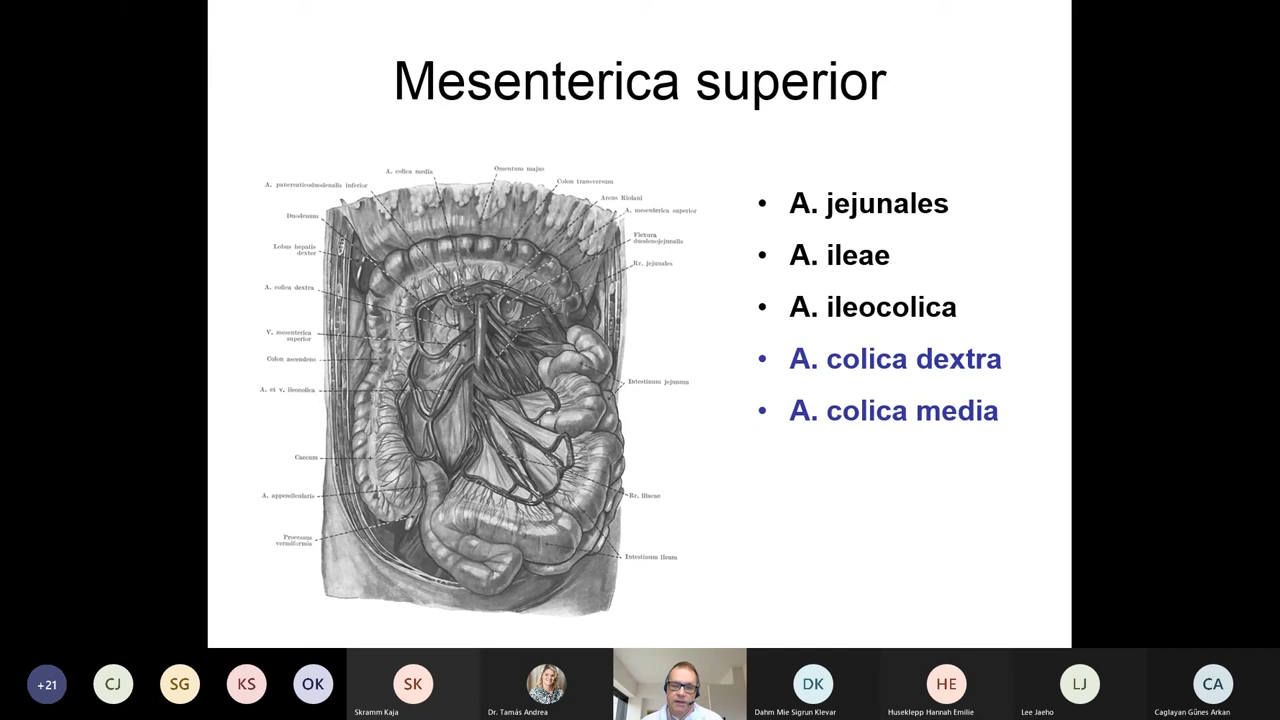 Mesenterica superior
A. colica media
Omentum majus
A. pancreaticoduodenalis inferior
Colon transversum
Arcus Riolani
A. mesenterica superior
Duodenum
Flexura
duodenojejunalis
Lobus hepatis
dexter
Rr. jejunales
A. colica dextra
V. mesenterica
superior
Colon ascendens
Intestinum jejunum
A. et v. ileocolica
Caecum
A. appendicularis
Rr. iliacae
Processus
vermiformis
Intestinum ileum
• A. jejunales
• A. ileae
• A. ileocolica
• A. colica dextra
• A. colica media
+21
CJ
SG
KS
OK
SK
Skramm Kaja
Dr. Tamás Andrea
DK
Dahm Mie Sigrun Klevar
HE
Huseklepp Hannah Emilie
LJ
Lee Jaeho
CA
Caglayan Günes Arkan